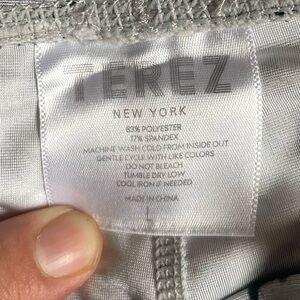 TEREZ
NEW YORK
83% POLYESTER
17% SPANDEX
MACHINE WASH COLD FROM INSIDE OUT
GENTLE CYCLE WITH LIKE COLORS
DO NOT BLEACH
TUMBLE DRY LOW
COOL IRON IF NEEDED
MADE IN CHINA
L